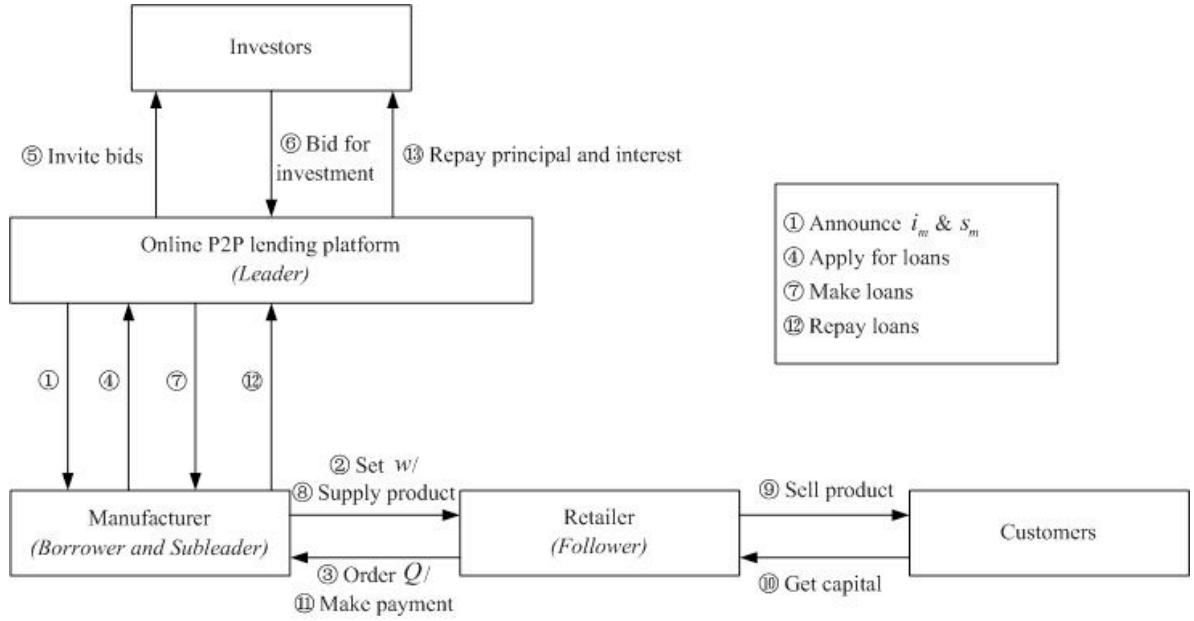 Investors
⑤ Invite bids
⑥ Bid for
investment
⑬ Repay principal and interest
Online P2P lending platform
(Leader)
① Announce i_m & s_m
④ Apply for loans
⑦ Make loans
⑫ Repay loans
①
④
⑦
⑫
② Set w/
⑧ Supply product
Manufacturer
(Borrower and Subleader)
③ Order Q/
⑪ Make payment
Retailer
(Follower)
⑨ Sell product
⑩ Get capital
Customers